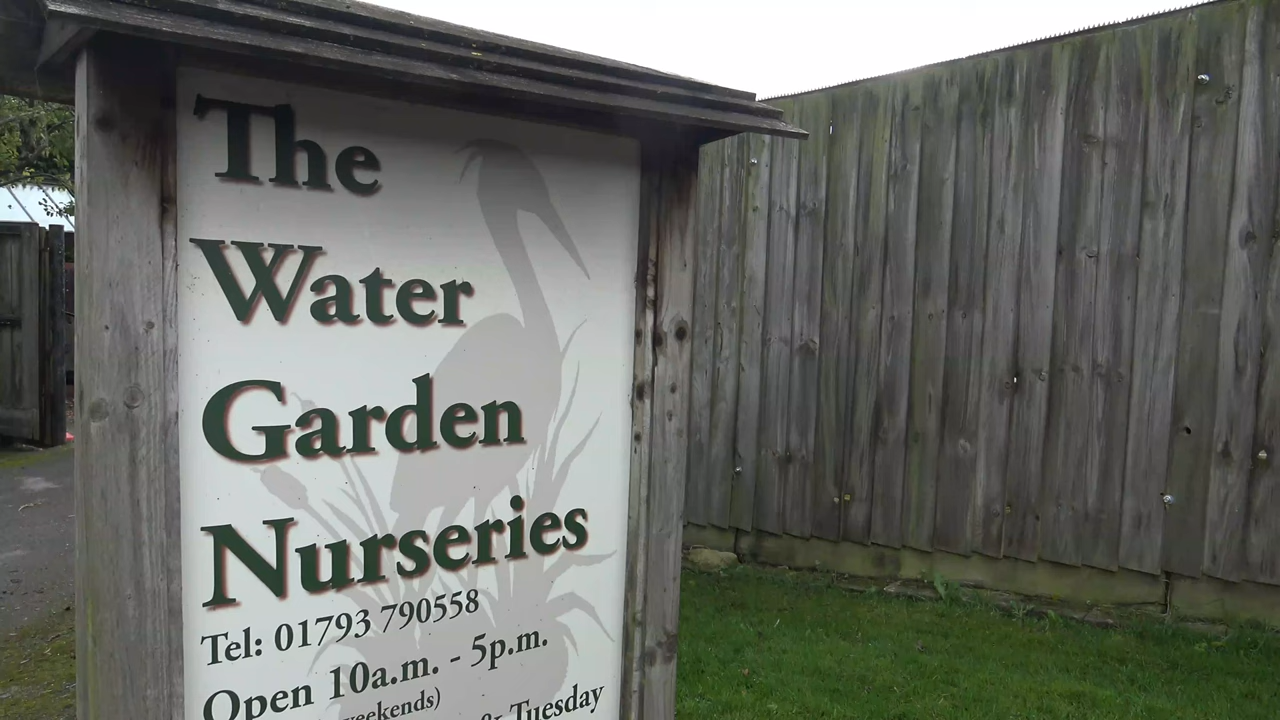 The
Water
Garden
Nurseries
Tel: 01793 790558
Open 10a.m. - 5p.m.
weekends)
& Tuesday